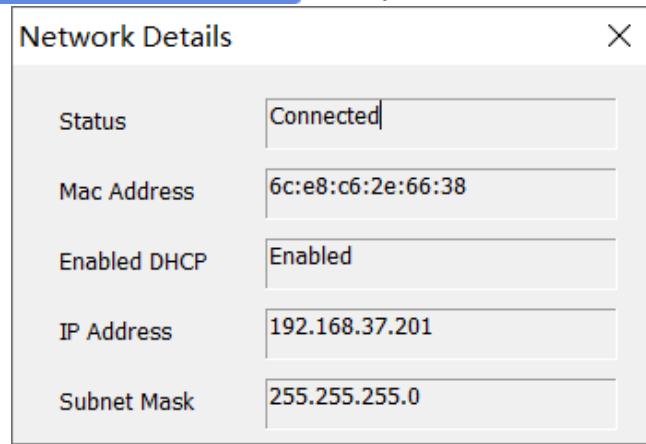 Network Details
Status Connected
Mac Address 6c:e8:c6:2e:66:38
Enabled DHCP Enabled
IP Address 192.168.37.201
Subnet Mask 255.255.255.0